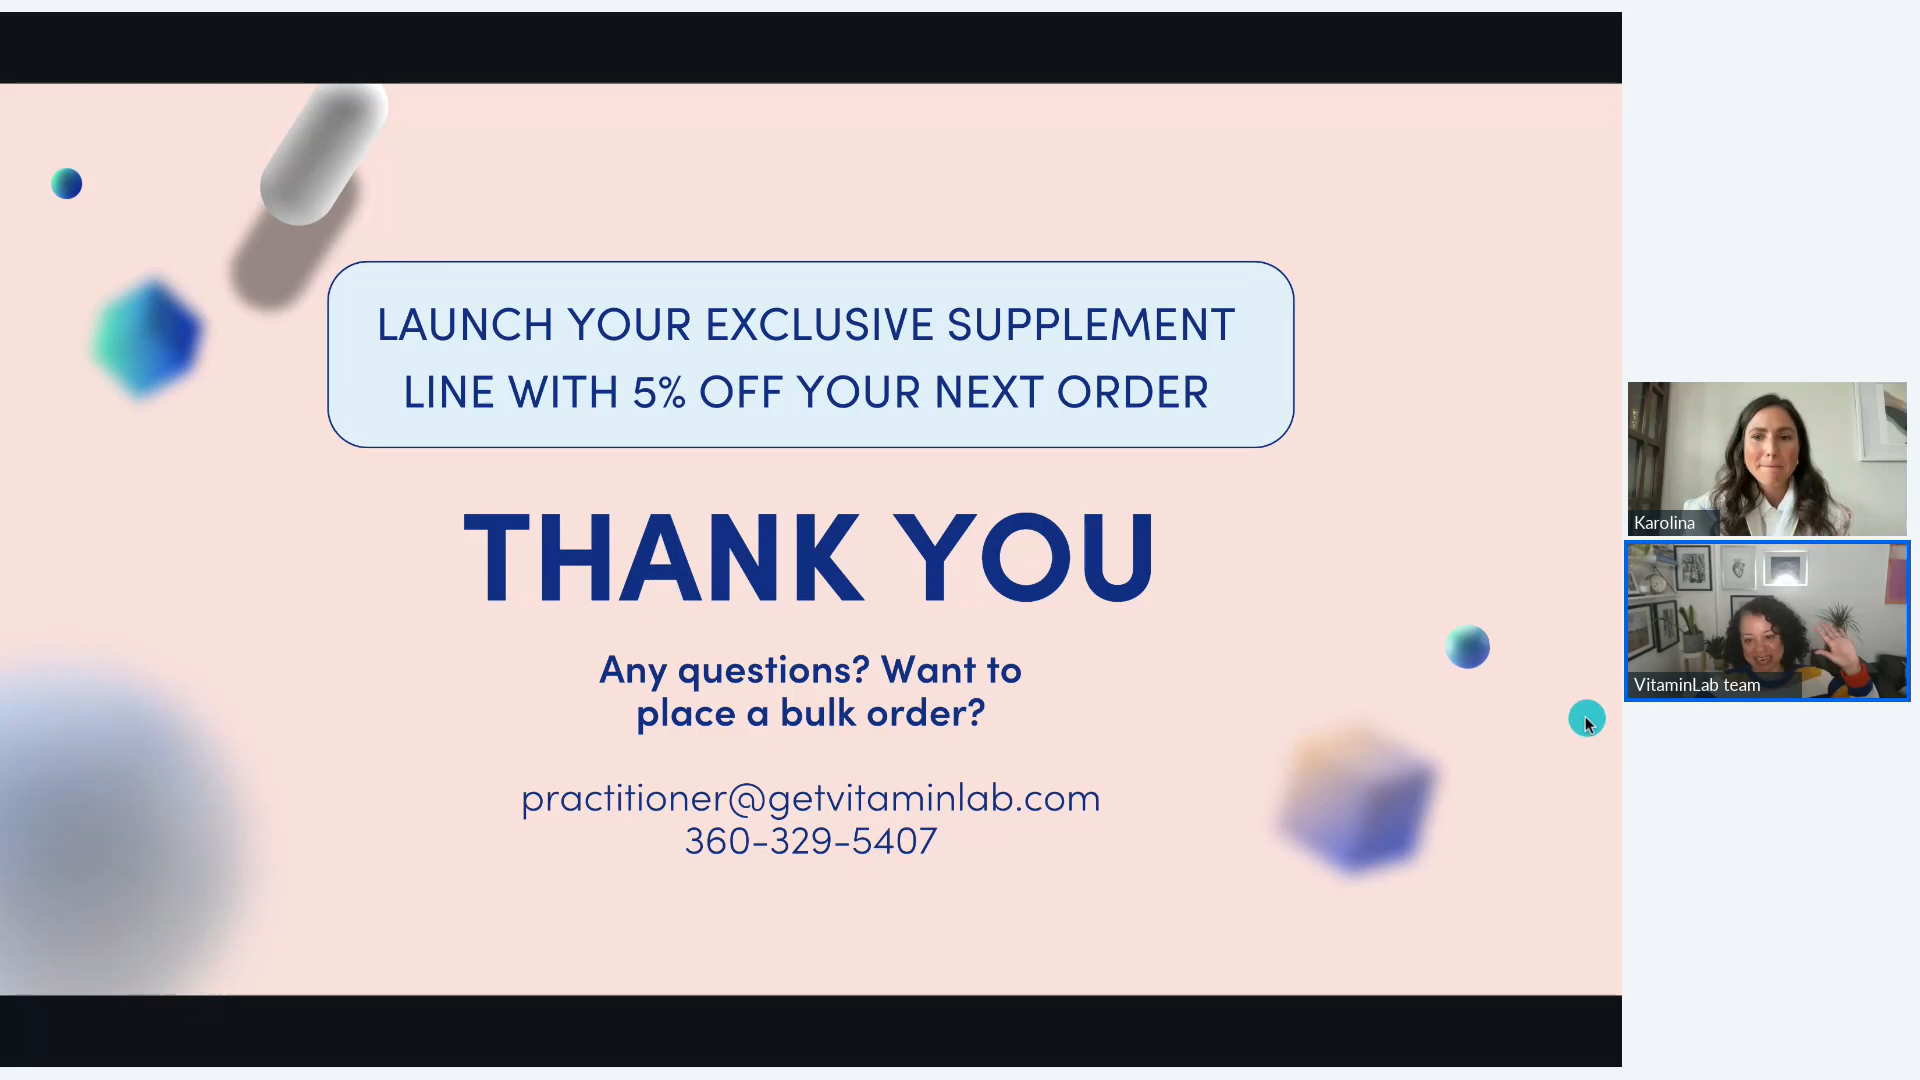 LAUNCH YOUR EXCLUSIVE SUPPLEMENT
LINE WITH 5% OFF YOUR NEXT ORDER
THANK YOU
Any questions? Want to
place a bulk order?
practitioner@getvitaminlab.com
360-329-5407
Karolina
VitaminLab team